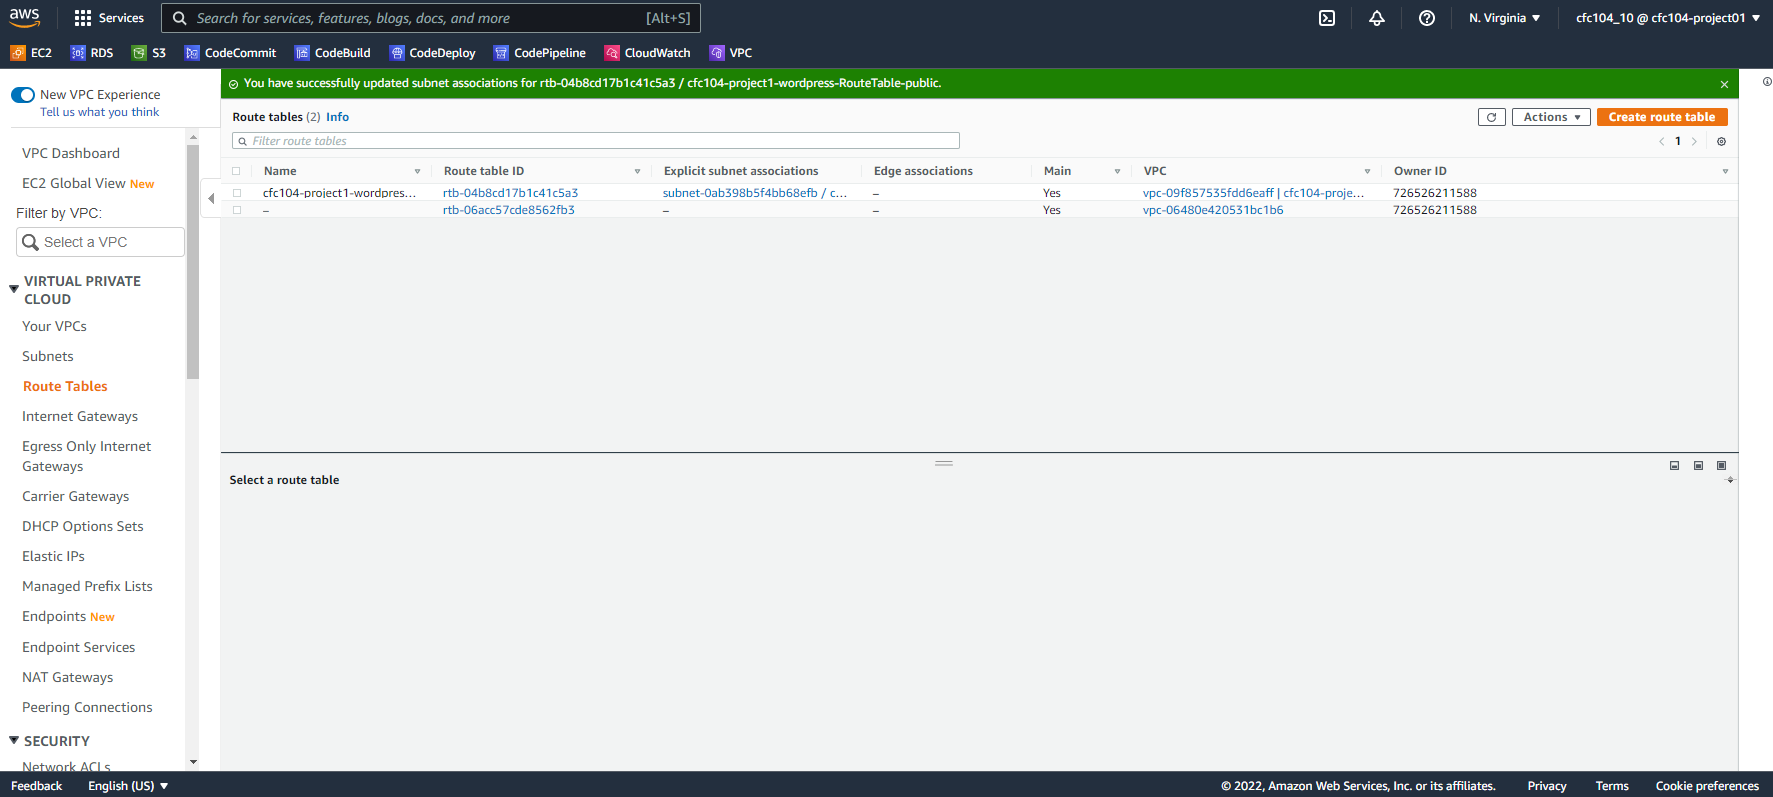 aws Services Search for services, features, blogs, docs, and more [Alt+S] N. Virginia ▼ cfc104_10 @ cfc104-project01 ▼
EC2 RDS S3 CodeCommit CodeBuild CodeDeploy CodePipeline CloudWatch VPC
New VPC Experience
Tell us what you think
VPC Dashboard
EC2 Global View New
Filter by VPC:
Select a VPC
VIRTUAL PRIVATE
CLOUD
Your VPCs
Subnets
Route Tables
Internet Gateways
Egress Only Internet
Gateways
Carrier Gateways
DHCP Option Sets
Elastic IPs
Managed Prefix Lists
Endpoints New
Endpoint Services
NAT Gateways
Peering Connections
SECURITY
Network ACLs
You have successfully updated subnet associations for rtb-04b8cd17b1c41c5a3 / cfc104-project1-wordpress-RouteTable-public.
Route tables (2) Info
Actions ▼ Create route table
Filter route tables
1
Name Route table ID Explicit subnet associations Edge associations Main VPC Owner ID
cfc104-project1-wordpres... rtb-04b8cd17b1c41c5a3 subnet-0ab398b5f4bb68efb / c... – Yes vpc-09f857535fdd6eaff | cfc104-proje... 726526211588
– rtb-06acc57cde8562fb3 – – Yes vpc-06480e420531bc1b6 726526211588
Select a route table
Feedback English (US) ▼ © 2022, Amazon Web Services, Inc. or its affiliates. Privacy Terms Cookie preferences